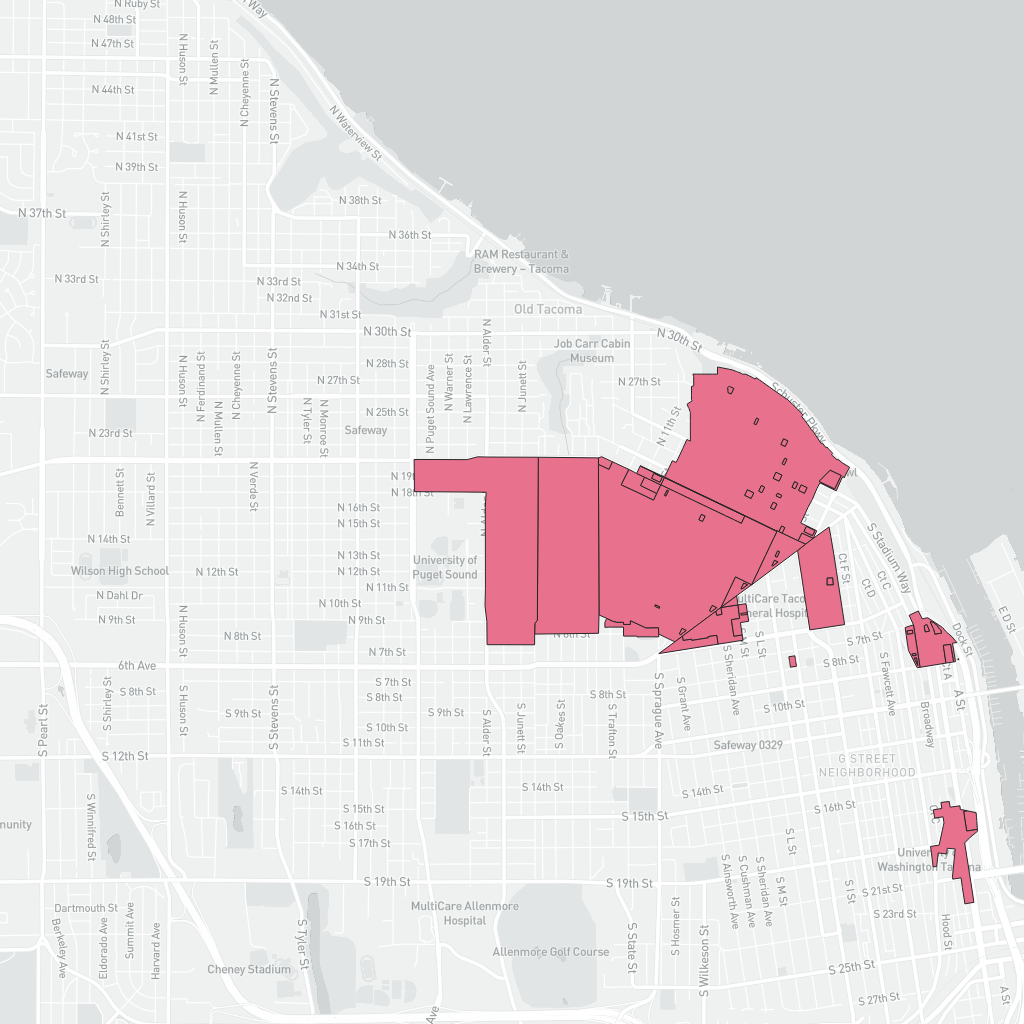 N Ruby St
Way
N 48th St
N 47th St
N Huson St
N Mullen St
N Cheyenne St
N Stevens St
N 44th St
N Waterview St
N 41st St
N 39th St
N 37th St
N Shirley St
N Huson St
N 38th St
N 36th St
RAM Restaurant &
Brewery – Tacoma
N 34th St
N 33rd St
N 33rd St
N 32nd St
N 31st St
Old Tacoma
N 30th St
N 30th St
N Alder St
Job Carr Cabin
Museum
Safeway
N Shirley St
N Huson St
N Ferdinand St
N Cheyenne St
N Stevens St
N Mullen St
N 28th St
N 27th St
N Puget Sound Ave
N Warner St
N Lawrence St
N Junett St
N 27th St
Schuster Pkwy
N Tyler St
N Monroe St
N 25th St
Safeway
N 11th St
N 23rd St
Bennett St
N Villard St
N Verde St
N 19th
N 18th St
N 16th St
N 15th St
N 14th St
Wilson High School
N 13th St
N 12th St
N 12th St
University of
Puget Sound
N 11th St
N Dahl Dr
N 10th St
N 9th St
N 9th St
N Huson St
N 8th St
N 7th St
6th Ave
N 8th St
S Stadium Way
Ct F St
Ct C
Ct D
E D St
Dock St
MultiCare Tacoma
General Hospital
S L St
M St
S 7th St
S 8th St
Ct A
A St
S 7th St
S 8th St
S 8th St
S 8th St
S Shirley St
S Huson St
S Stevens St
S 9th St
S 9th St
S 10th St
S 11th St
S 12th St
S Pearl St
S Alder St
S Junett St
S Oakes St
S Trafton St
S Sprague Ave
S Grant Ave
S Sheridan Ave
S Fawcett Ave
Broadway
S 10th St
Safeway 0329
G STREET
NEIGHBORHOOD
S 14th St
S 14th St
S 14th St
S 15th St
S 15th St
S 16th St
S 16th St
S 17th St
S Winnifred St
munity
Ct C
S L St
University
Washington Tacoma
S 19th St
S 19th St
S Ainsworth Ave
S Cushman Ave
S Sheridan Ave
S M St
S I St
S 21st St
S 23rd St
Hood St
Dartmouth St
MultiCare Allenmore
Hospital
Berkeley Ave
Eldorado Ave
Summit Ave
Harvard Ave
S Tyler St
Cheney Stadium
Allenmore Golf Course
S State St
S Hosmer St
S Wilkeson St
S 25th St
S 27th St
A St
Ave